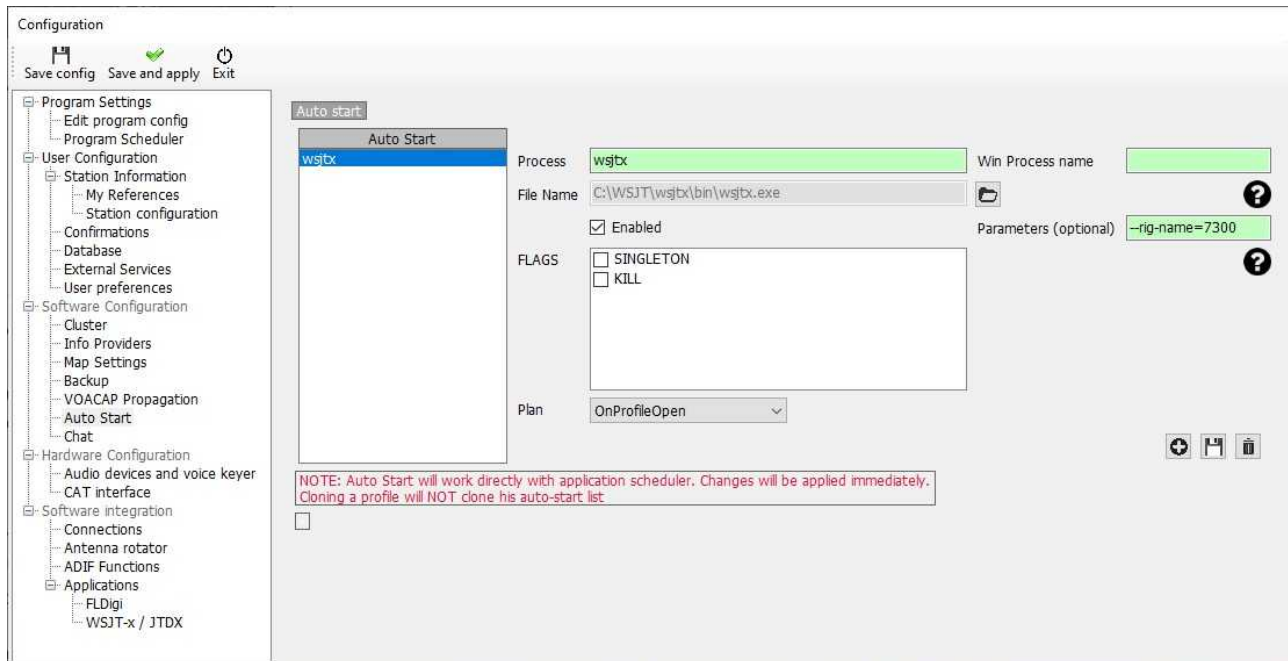 Configuration
Save config Save and apply Exit
Program Settings
Edit program config
Program Scheduler
User Configuration
Station Information
My References
Station configuration
Confirmations
Database
External Services
User preferences
Software Configuration
Cluster
Info Providers
Map Settings
Backup
VOACAP Propagation
Auto Start
Chat
Hardware Configuration
Audio devices and voice keyer
CAT interface
Software integration
Connections
Antenna rotator
ADIF Functions
Applications
FLDigi
WSJT-x / JTDX
Auto start
Auto Start
wsjtx
Process wsjtx Win Process name
File Name C:\WSJT\wsjtx\bin\wsjtx.exe
Enabled Parameters (optional) --rig-name=7300
FLAGS SINGLETON
KILL
Plan OnProfileOpen
NOTE: Auto Start will work directly with application scheduler. Changes will be applied immediately.
Cloning a profile will NOT clone his auto-start list